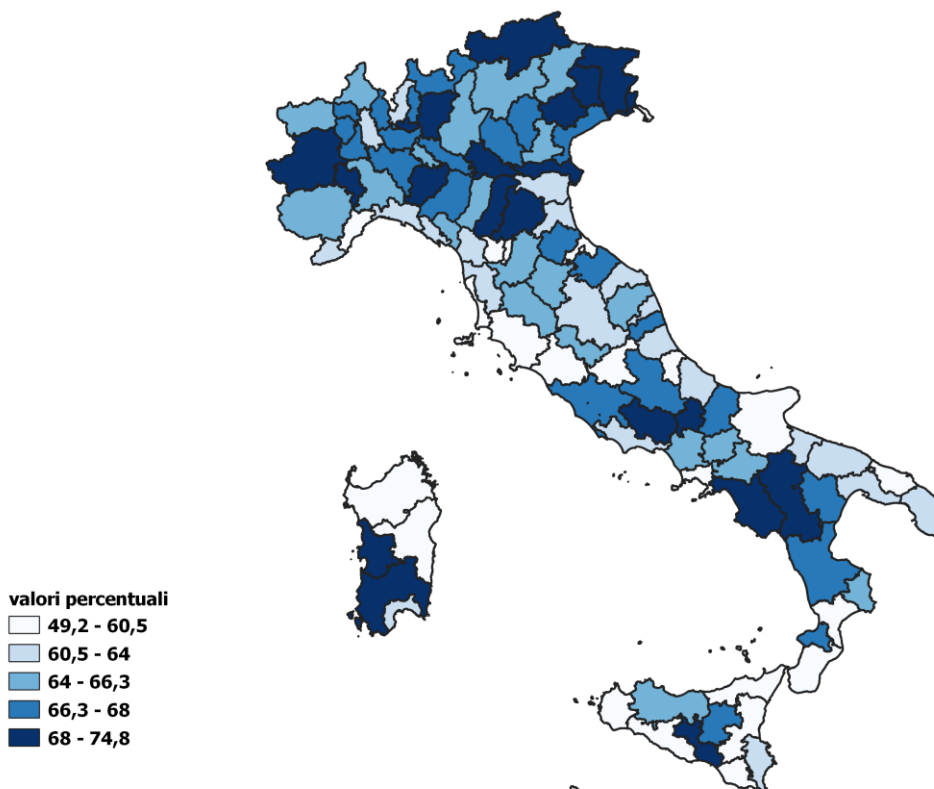 valori percentuali
49,2 - 60,5
60,5 - 64
64 - 66,3
66,3 - 68
68 - 74,8